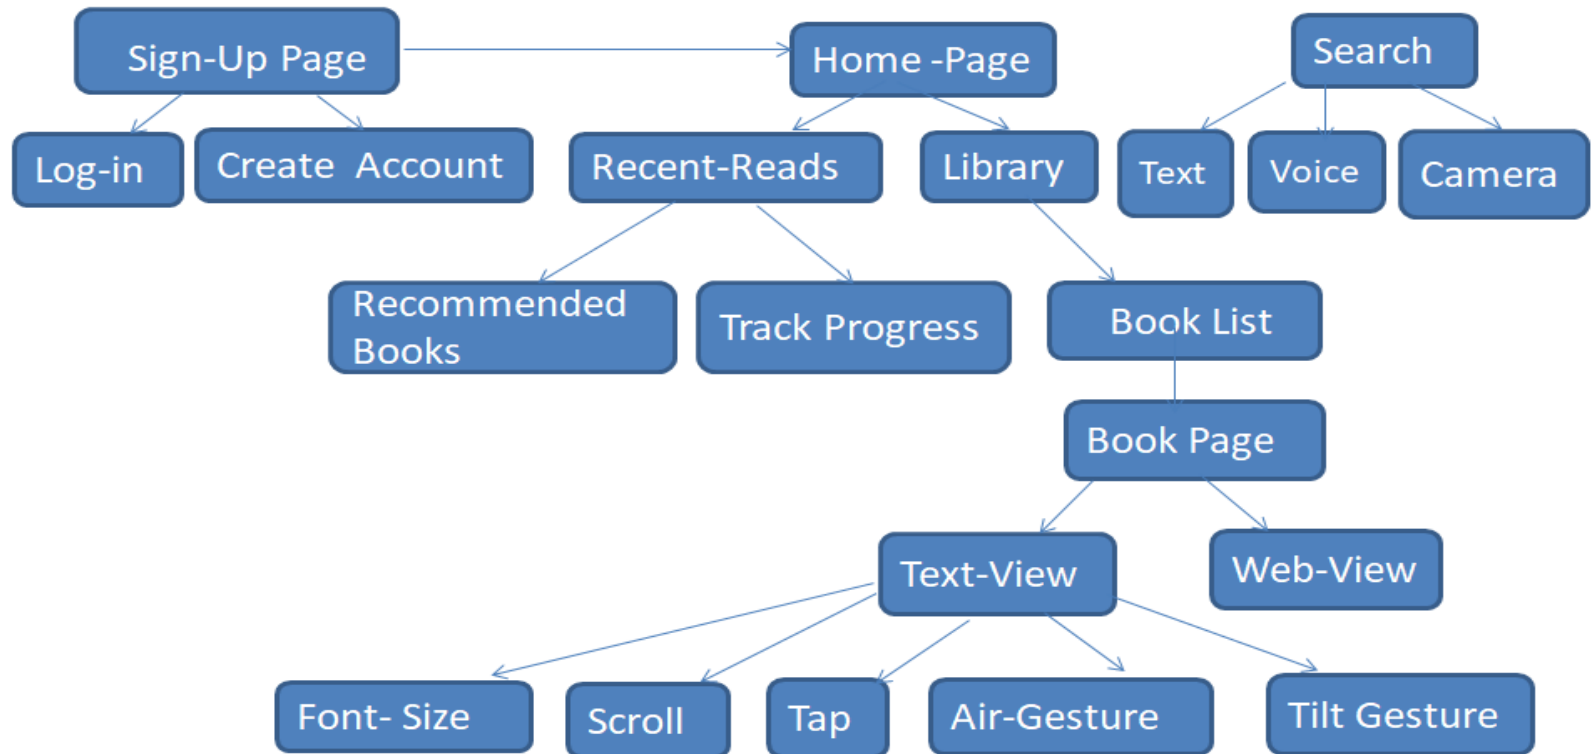 Sign-Up Page
Home -Page
Search
Log-in
Create Account
Recent-Reads
Library
Text
Voice
Camera
Recommended
Books
Track Progress
Book List
Book Page
Text-View
Web-View
Font- Size
Scroll
Tap
Air-Gesture
Tilt Gesture